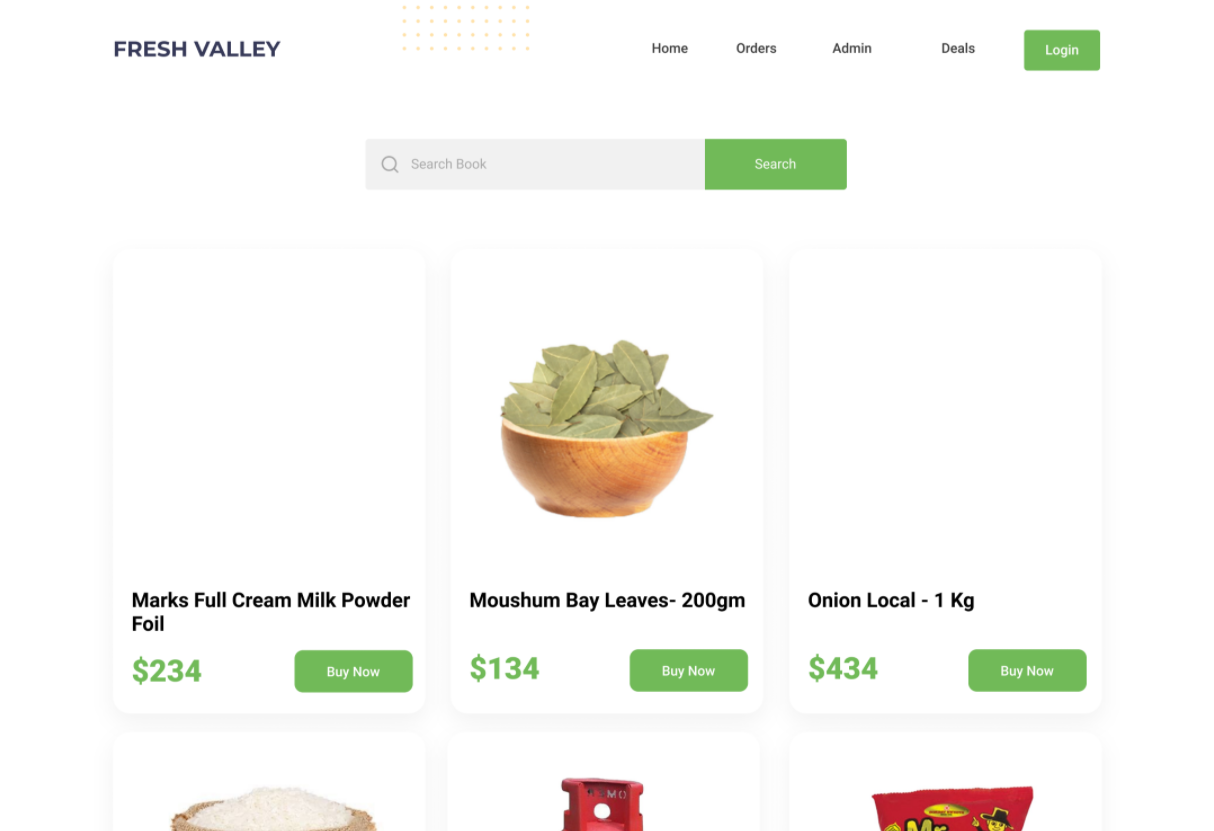 FRESH VALLEY
Home
Orders
Admin
Deals
Login
Search Book
Search
Marks Full Cream Milk Powder
Foil
$234
Buy Now
Moushum Bay Leaves- 200gm
$134
Buy Now
Onion Local - 1 Kg
$434
Buy Now
Mr.